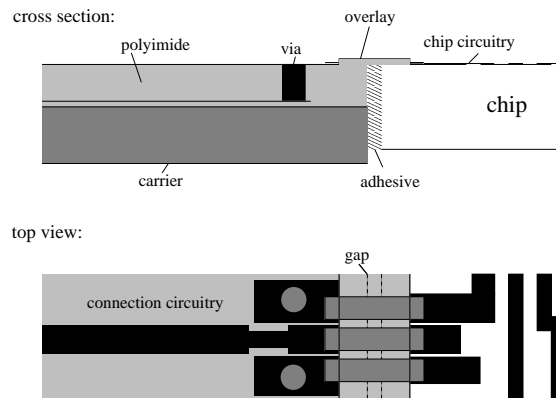 cross section:
overlay
polyimide
via
chip circuitry
chip
carrier
adhesive
top view:
gap
connection circuitry